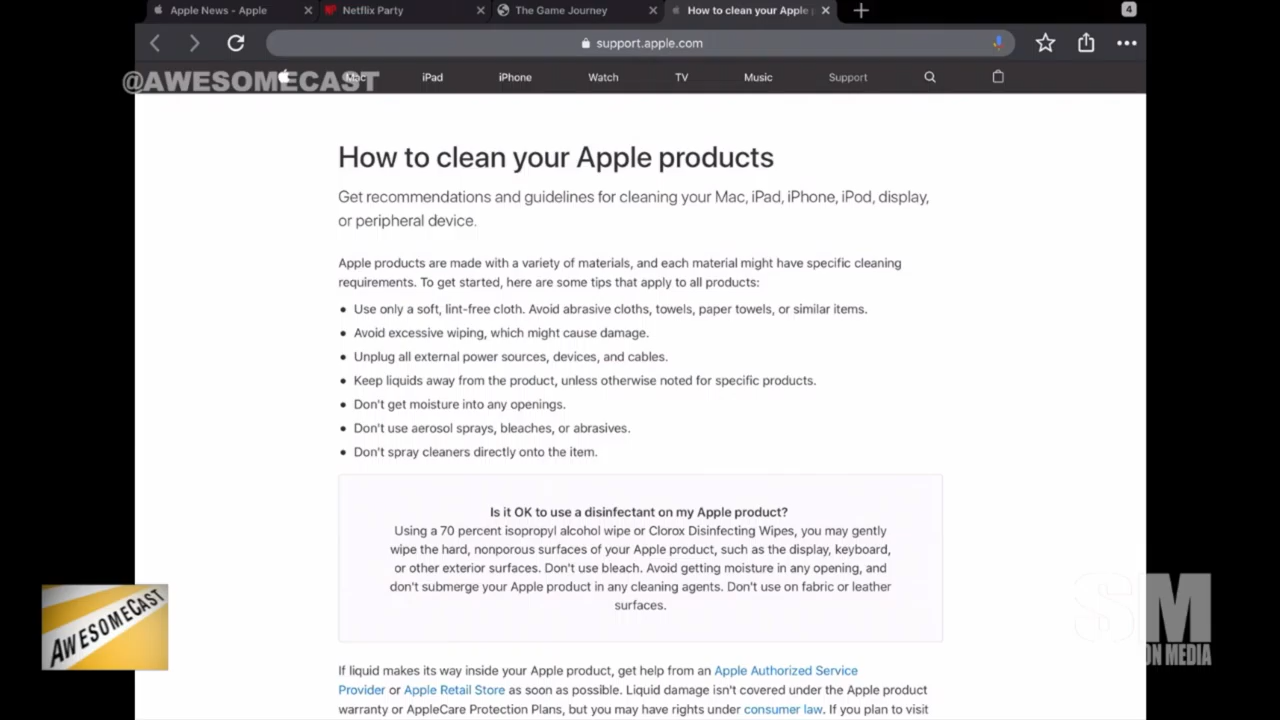 Apple News - Apple
Netflix Party
The Game Journey
How to clean your Apple
4
support.apple.com
@AWESOMECAST
Mac
iPad
iPhone
Watch
TV
Music
Support
How to clean your Apple products
Get recommendations and guidelines for cleaning your Mac, iPad, iPhone, iPod, display,
or peripheral device.
Apple products are made with a variety of materials, and each material might have specific cleaning
requirements. To get started, here are some tips that apply to all products:
• Use only a soft, lint-free cloth. Avoid abrasive cloths, towels, paper towels, or similar items.
• Avoid excessive wiping, which might cause damage.
• Unplug all external power sources, devices, and cables.
• Keep liquids away from the product, unless otherwise noted for specific products.
• Don't get moisture into any openings.
• Don't use aerosol sprays, bleaches, or abrasives.
• Don't spray cleaners directly onto the item.
Is it OK to use a disinfectant on my Apple product?
Using a 70 percent isopropyl alcohol wipe or Clorox Disinfecting Wipes, you may gently
wipe the hard, nonporous surfaces of your Apple product, such as the display, keyboard,
or other exterior surfaces. Don't use bleach. Avoid getting moisture in any opening, and
don't submerge your Apple product in any cleaning agents. Don't use on fabric or leather
surfaces.
AWESOMECAST
SM
ON MEDIA
If liquid makes its way inside your Apple product, get help from an Apple Authorized Service
Provider or Apple Retail Store as soon as possible. Liquid damage isn't covered under the Apple product
warranty or AppleCare Protection Plans, but you may have rights under consumer law. If you plan to visit